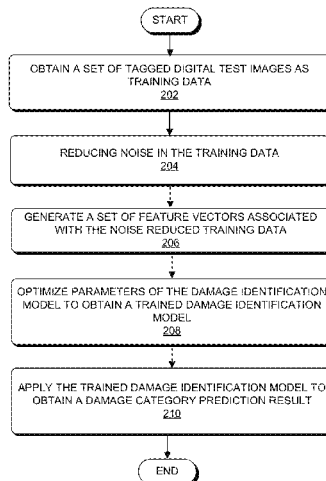 START
OBTAIN A SET OF TAGGED DIGITAL TEST IMAGES AS
TRAINING DATA
202
REDUCING NOISE IN THE TRAINING DATA
204
GENERATE A SET OF FEATURE VECTORS ASSOCIATED
WITH THE NOISE REDUCED TRAINING DATA
206
OPTIMIZE PARAMETERS OF THE DAMAGE IDENTIFICATION
MODEL TO OBTAIN A TRAINED DAMAGE IDENTIFICATION
MODEL
208
APPLY THE TRAINED DAMAGE IDENTIFICATION MODEL TO
OBTAIN A DAMAGE CATEGORY PREDICTION RESULT
210
END